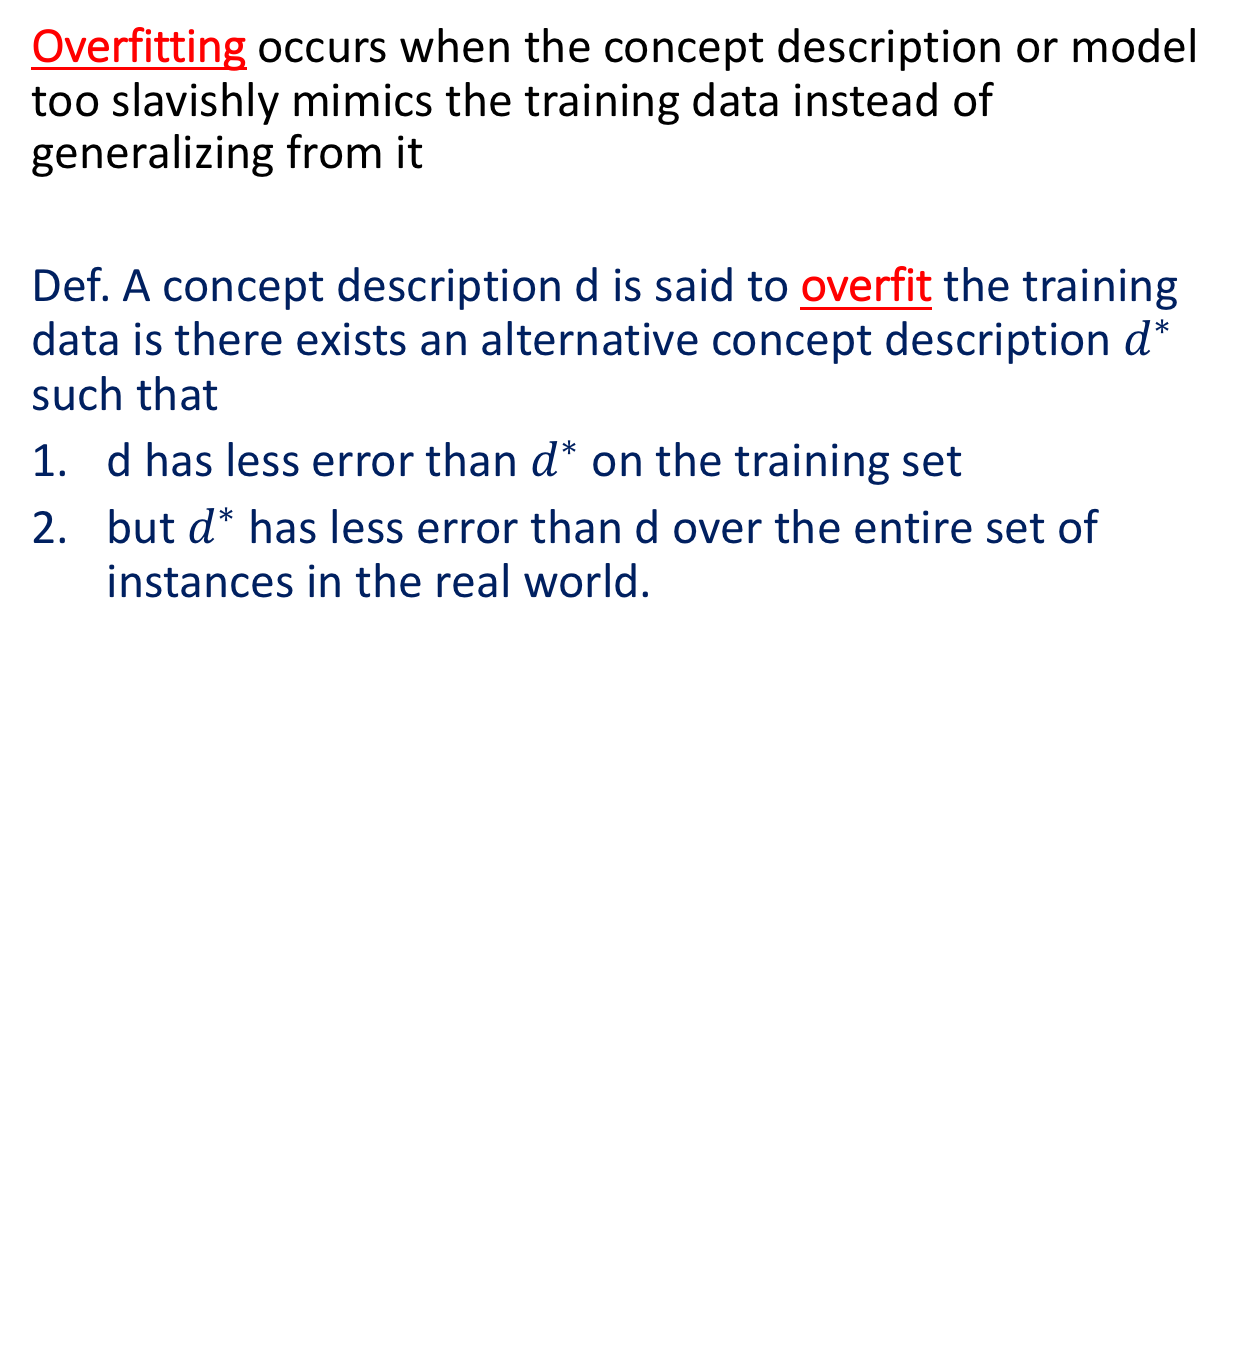 Overfitting occurs when the concept description or model
too slavishly mimics the training data instead of
generalizing from it
Def. A concept description d is said to overfit the training
data is there exists an alternative concept description d*
such that
1. d has less error than d* on the training set
2. but d* has less error than d over the entire set of
instances in the real world.